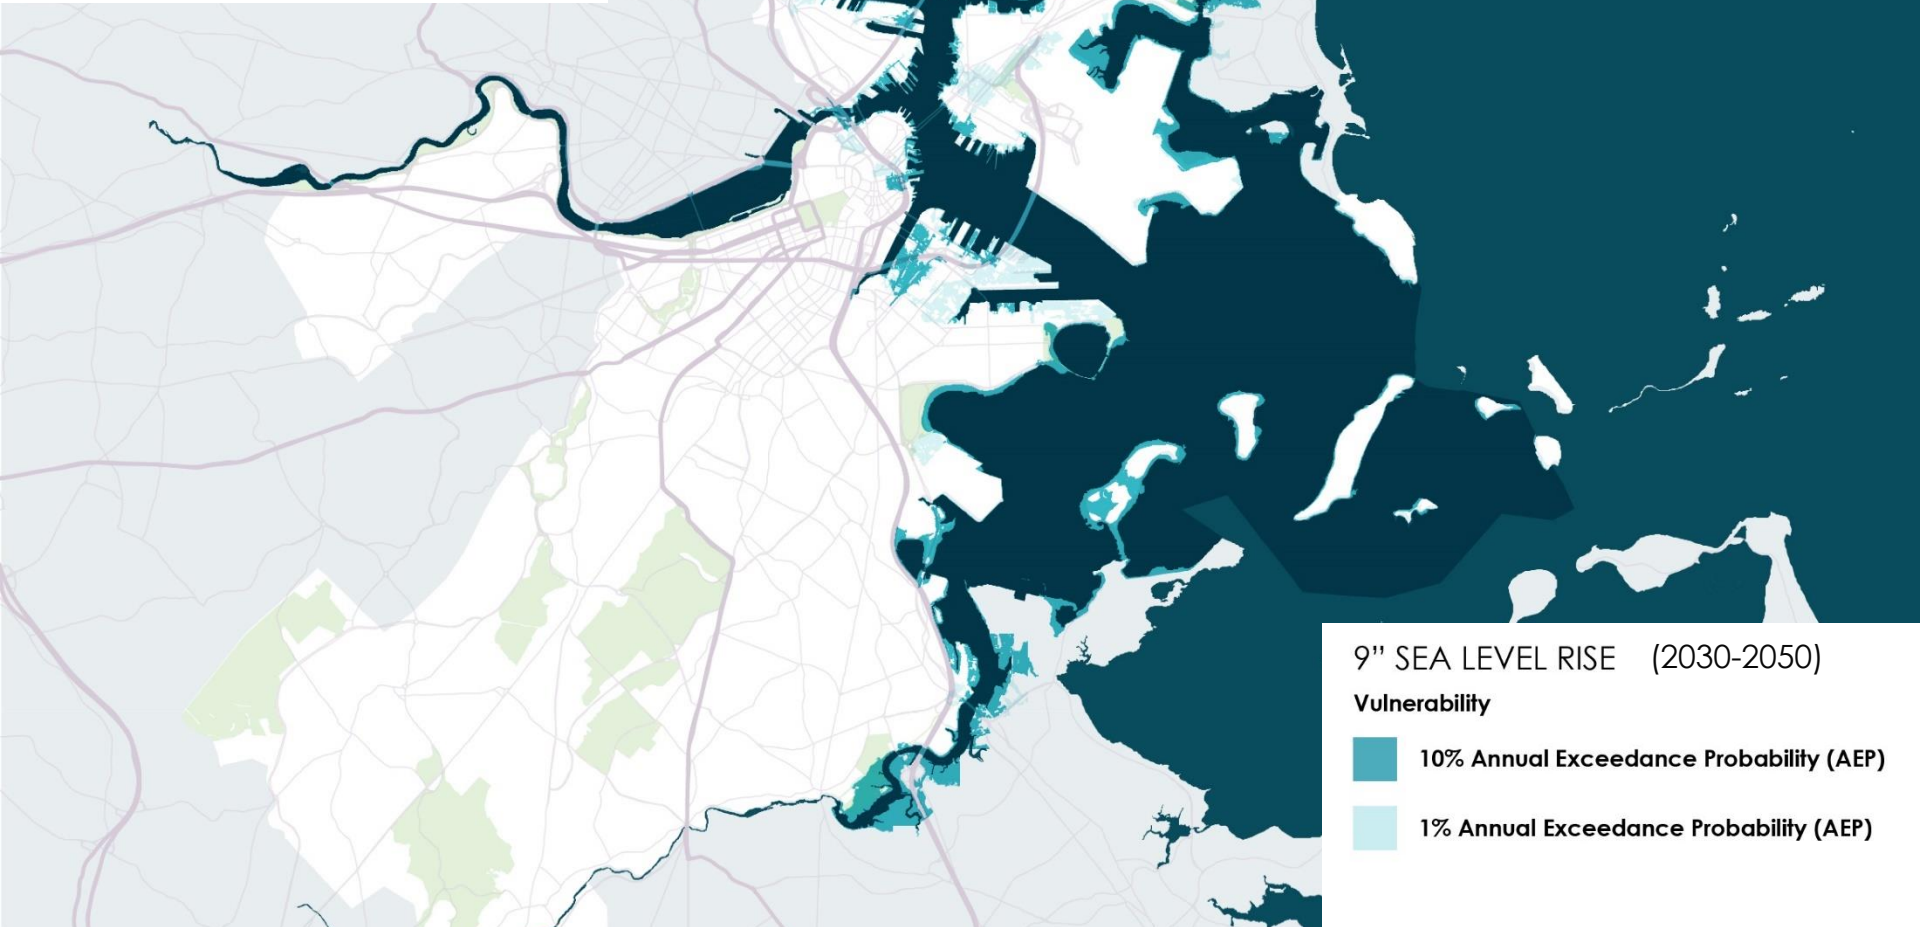 9” SEA LEVEL RISE (2030-2050)
Vulnerability
10% Annual Exceedance Probability (AEP)
1% Annual Exceedance Probability (AEP)